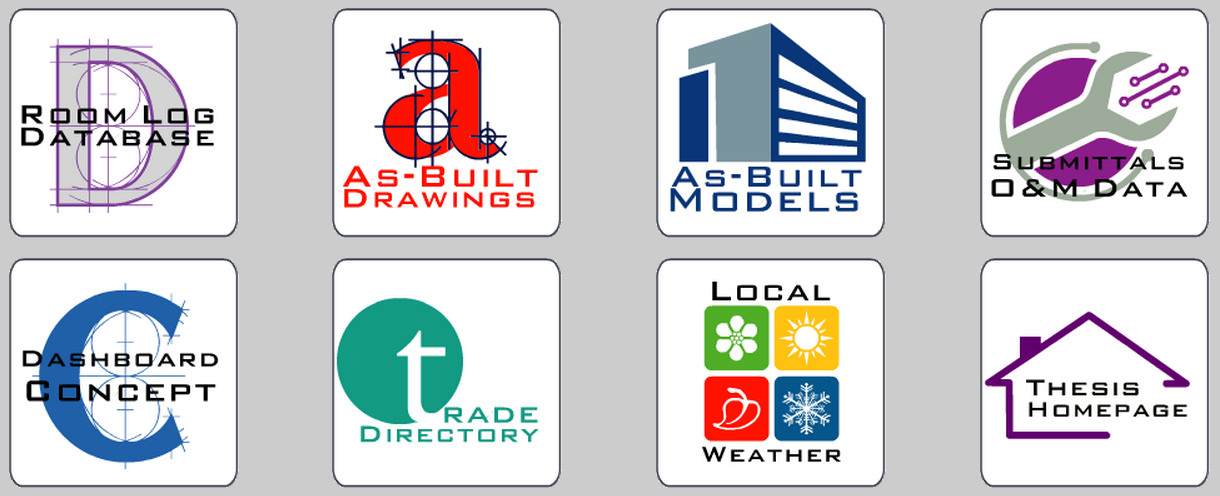 ROOM LOG
DATABASE
a
AS-BUILT
DRAWINGS
AS-BUILT
MODELS
SUBMITTALS
O&M DATA
DASHBOARD
CONCEPT
tRADE
DIRECTORY
LOCAL
WEATHER
THESIS
HOMEPAGE